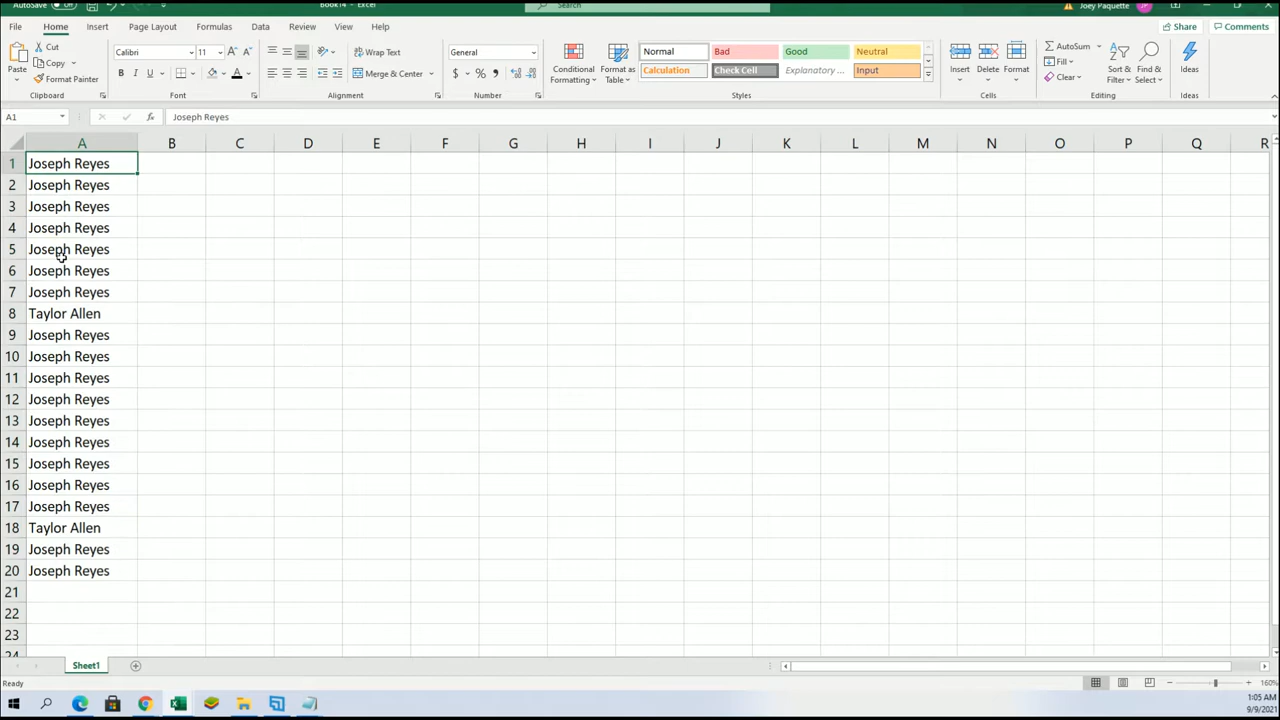 AutoSave Off Book14 - Excel Search Joey Paquette JP
File Home Insert Page Layout Formulas Data Review View Help Share Comments
Paste Cut Copy Format Painter Clipboard
Calibri 11 A A B I U A Font
Wrap Text Merge & Center Alignment
General $ % 9 Number
Conditional Formatting Format as Table Normal Bad Good Neutral
Calculation Check Cell Explanatory ... Input Styles
Insert Delete Format Cells
AutoSum Fill Clear Sort & Filter Find & Select Editing
Ideas Ideas
A1 fx Joseph Reyes
A B C D E F G H I J K L M N O P Q R
1 Joseph Reyes
2 Joseph Reyes
3 Joseph Reyes
4 Joseph Reyes
5 Joseph Reyes
6 Joseph Reyes
7 Joseph Reyes
8 Taylor Allen
9 Joseph Reyes
10 Joseph Reyes
11 Joseph Reyes
12 Joseph Reyes
13 Joseph Reyes
14 Joseph Reyes
15 Joseph Reyes
16 Joseph Reyes
17 Joseph Reyes
18 Taylor Allen
19 Joseph Reyes
20 Joseph Reyes
21
22
23
24
Sheet1
Ready 160%
1:05 AM
9/9/2021